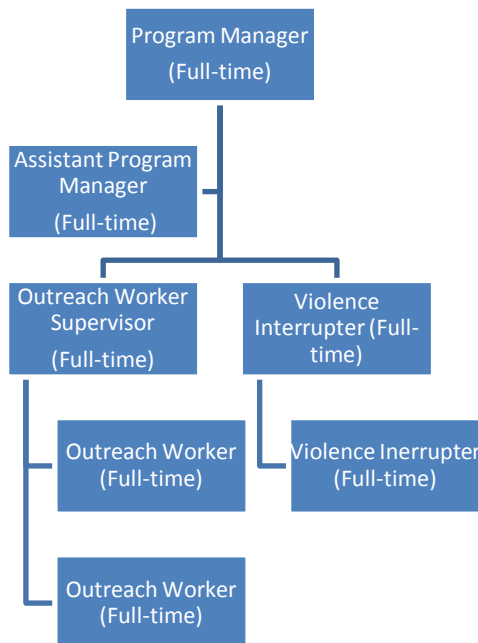 Program Manager
(Full-time)
Assistant Program
Manager
(Full-time)
Outreach Worker
Supervisor
(Full-time)
Violence
Interrupter (Full-
time)
Outreach Worker
(Full-time)
Violence Inerrupter
(Full-time)
Outreach Worker
(Full-time)